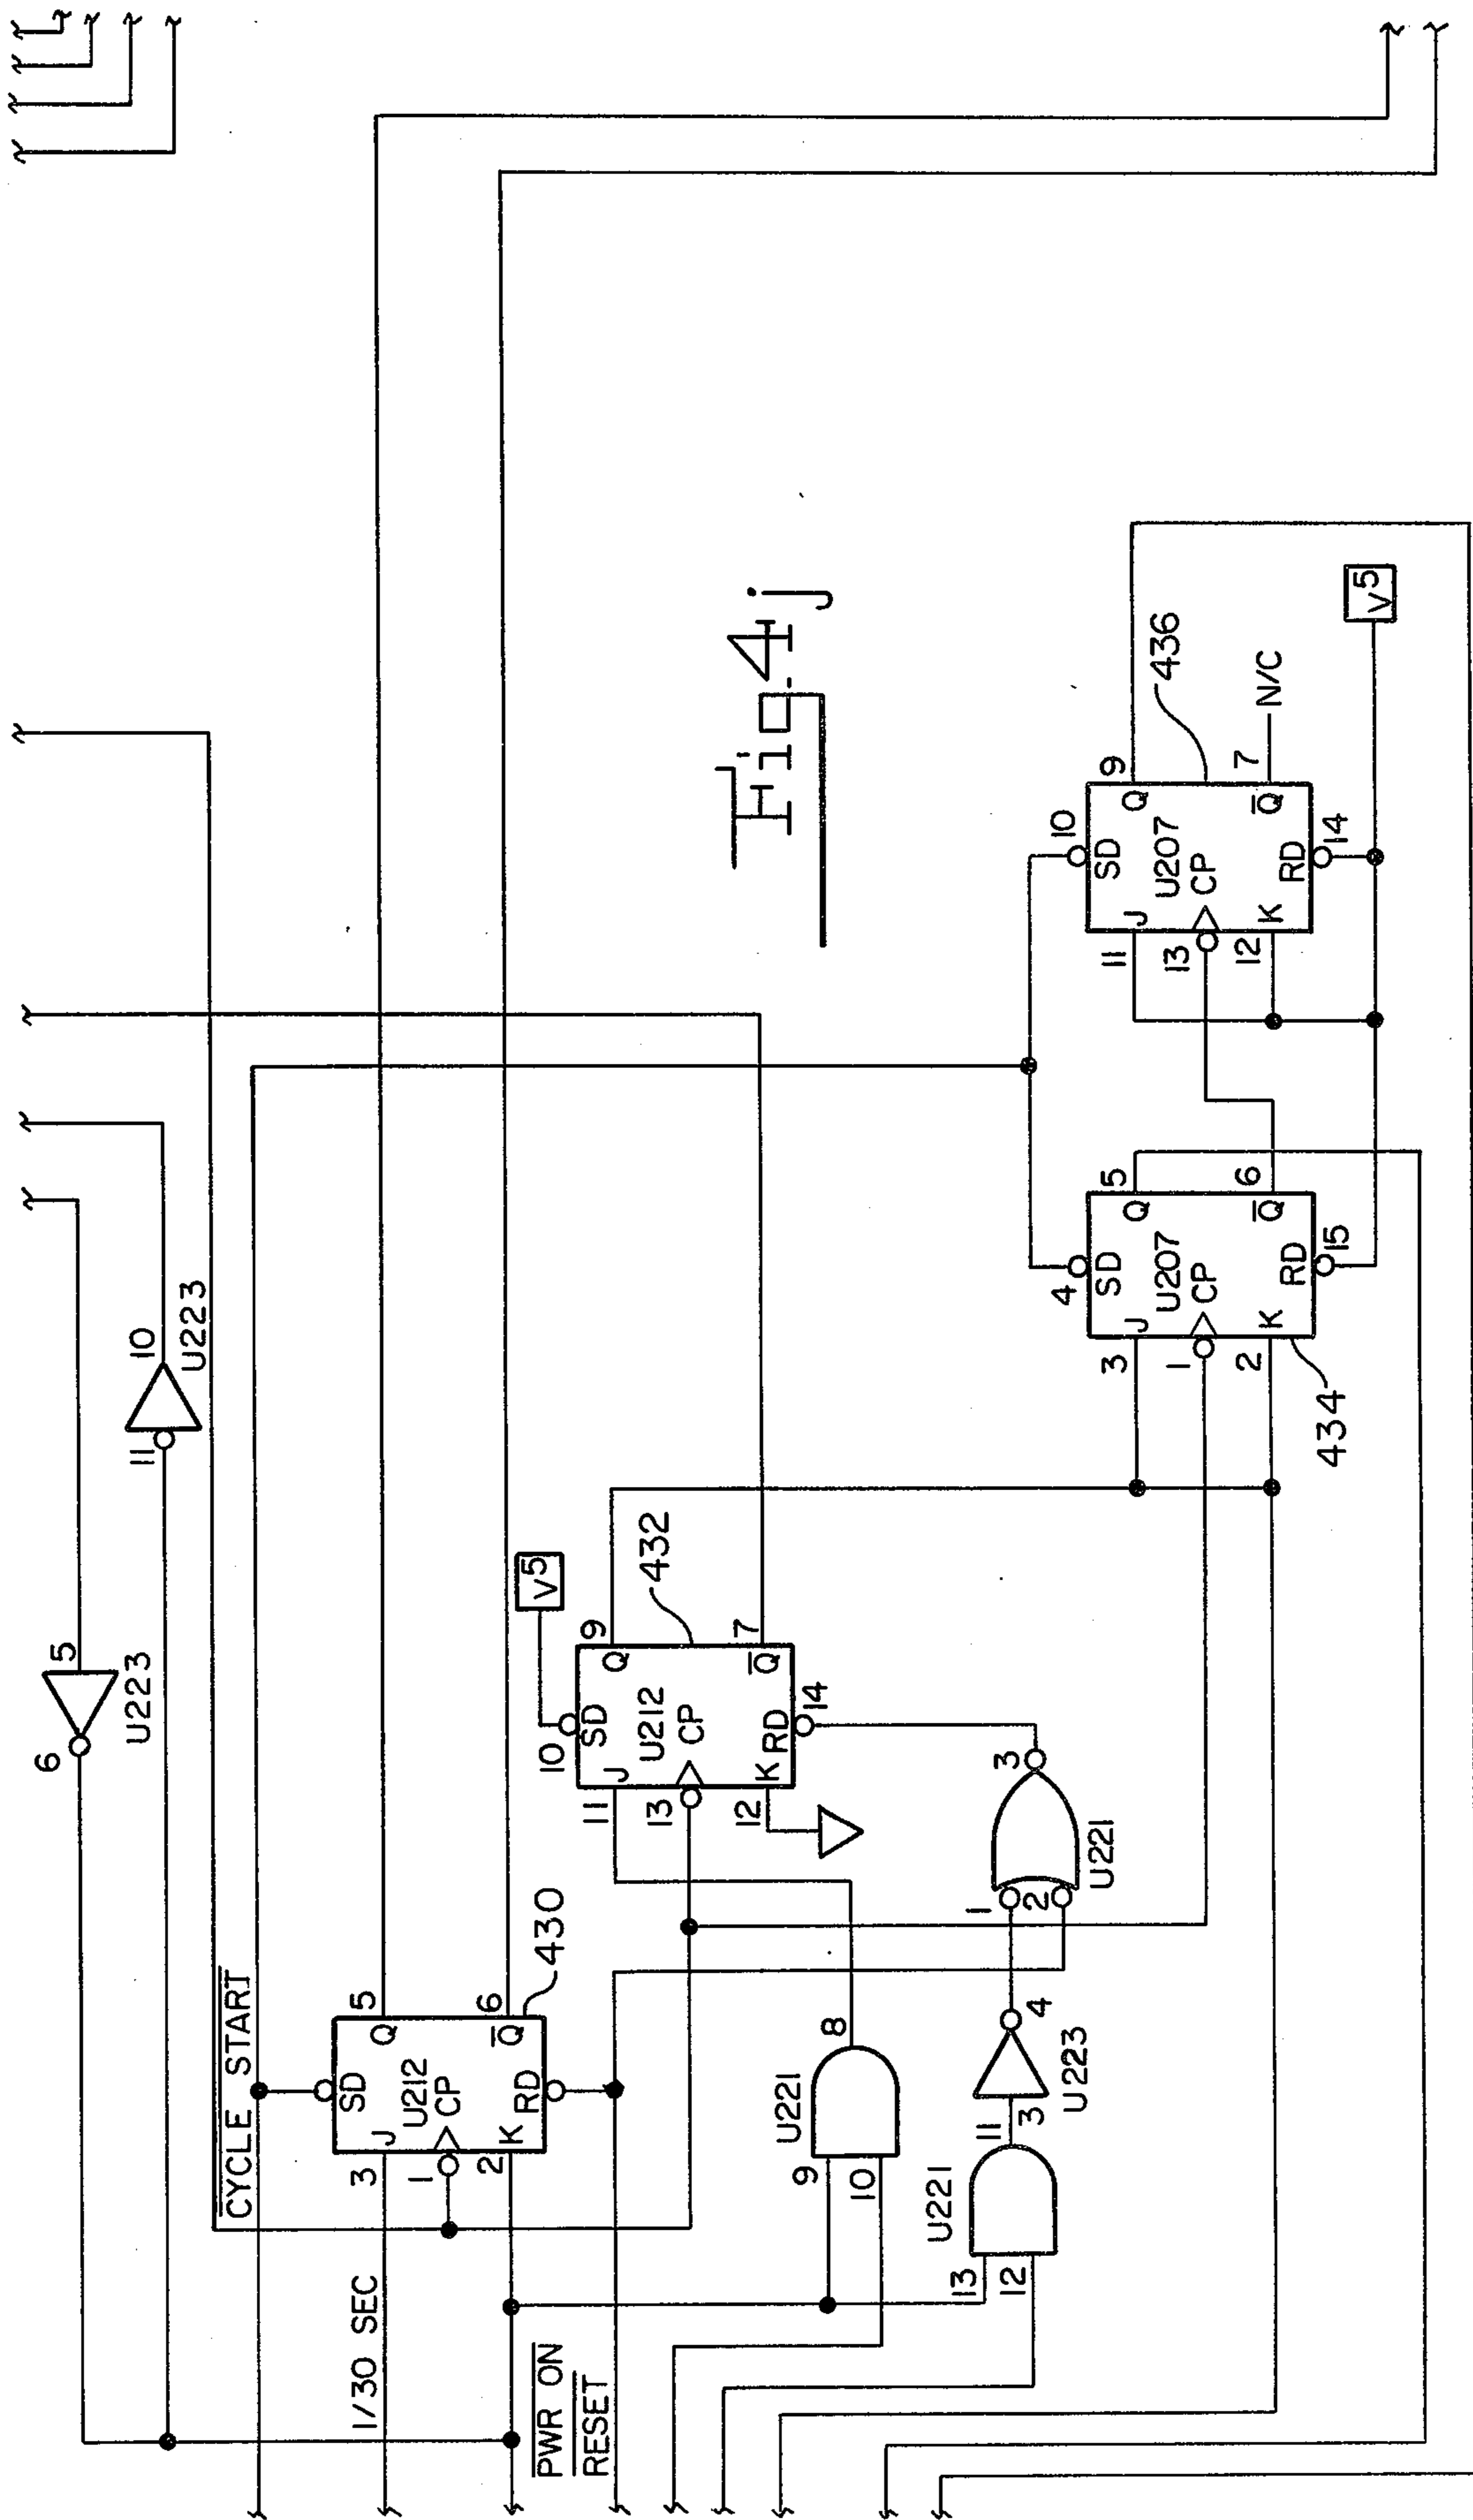 6
5
U223
11
10
U223
CYCLE START
1/30 SEC
PWR ON
RESET
3
J
SD
Q
5
U212
1
CP
2
K
Q̅
6
RD
430
V5
10
11
J
SD
Q
9
U212
13
CP
432
12
K
Q̅
7
RD
14
9
10
U221
8
13
12
U221
11
3
4
U223
1
2
3
U221
4
3
J
SD
Q
5
U207
1
CP
2
K
Q̅
6
RD
15
434
10
11
J
SD
Q
9
U207
13
CP
436
12
K
Q̅
7
N/C
RD
14
V5
Fig.4j